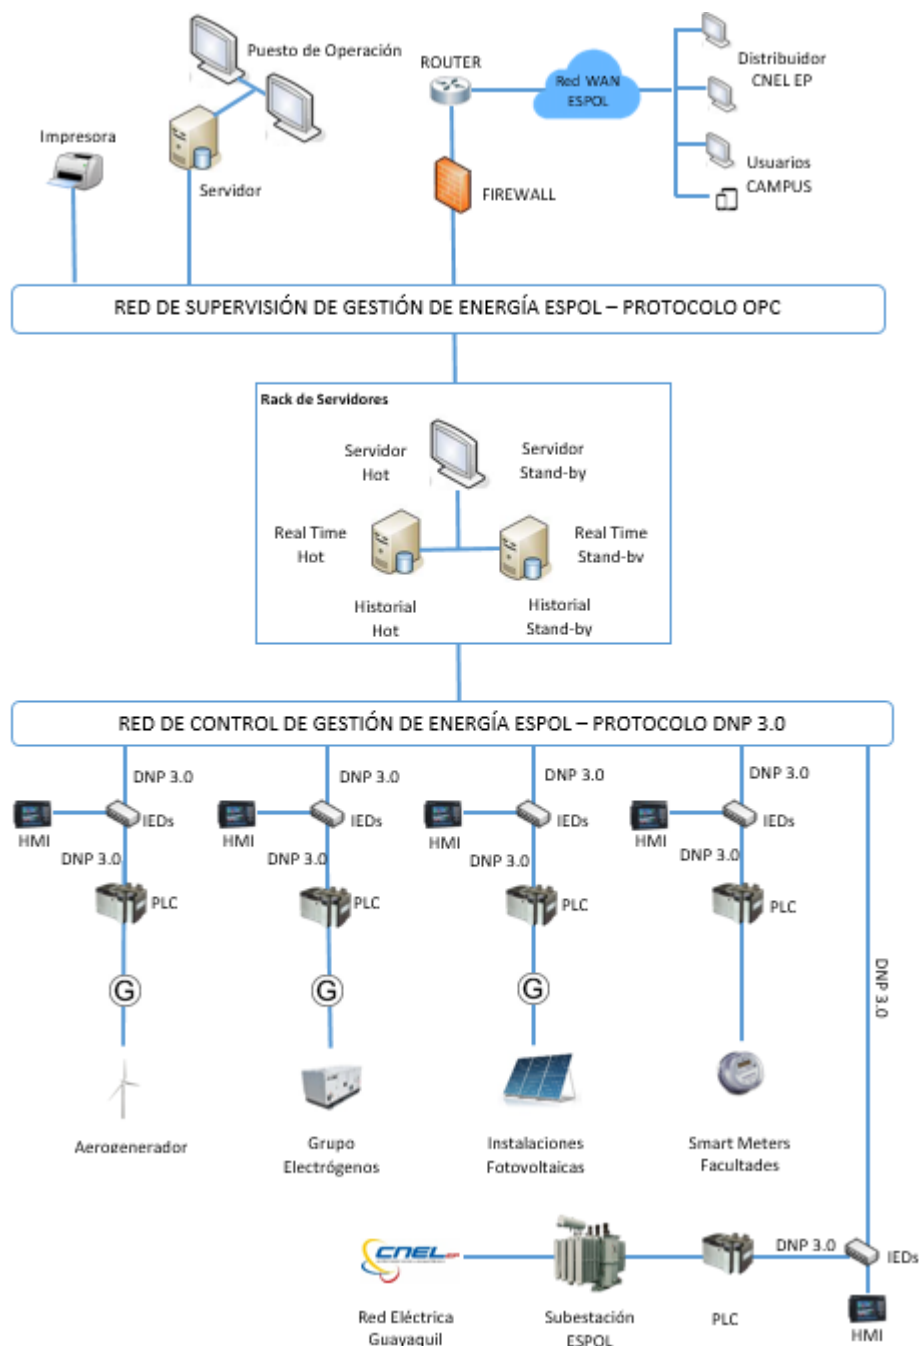 Puesto de Operación
ROUTER
Red WAN
ESPOL
Distribuidor
CNEL EP
Impresora
Servidor
FIREWALL
Usuarios
CAMPUS
RED DE SUPERVISIÓN DE GESTIÓN DE ENERGÍA ESPOL – PROTOCOLO OPC
Rack de Servidores
Servidor
Hot
Servidor
Stand-by
Real Time
Hot
Real Time
Stand-by
Historial
Hot
Historial
Stand-by
RED DE CONTROL DE GESTIÓN DE ENERGÍA ESPOL – PROTOCOLO DNP 3.0
DNP 3.0
DNP 3.0
DNP 3.0
DNP 3.0
IEDs
IEDs
IEDs
IEDs
HMI
HMI
HMI
HMI
DNP 3.0
DNP 3.0
DNP 3.0
DNP 3.0
PLC
PLC
PLC
PLC
DNP 3.0
G
G
G
Aerogenerador
Grupo
Electrógenos
Instalaciones
Fotovoltaicas
Smart Meters
Facultades
CNEL EP
DNP 3.0
IEDs
Red Eléctrica
Guayaquil
Subestación
ESPOL
PLC
HMI